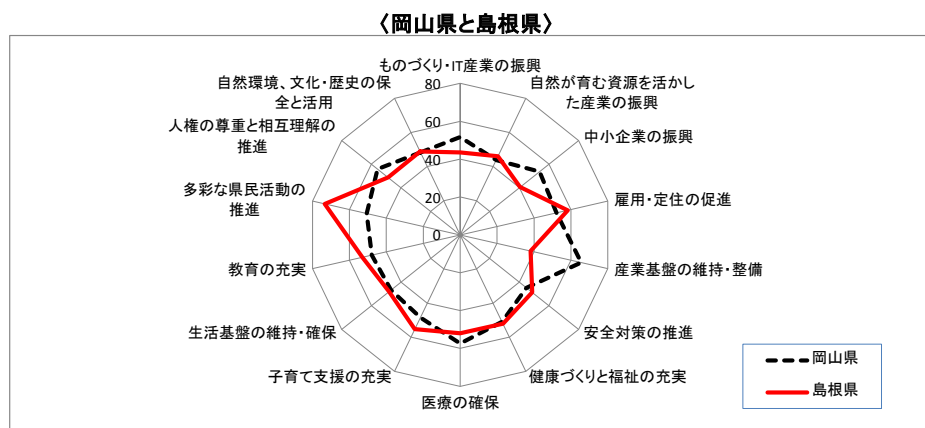 〈岡山県と島根県〉
ものづくり・IT産業の振興
自然が育む資源を活かし
た産業の振興
中小企業の振興
雇用・定住の促進
産業基盤の維持・整備
安全対策の推進
健康づくりと福祉の充実
医療の確保
子育て支援の充実
生活基盤の維持・確保
教育の充実
多彩な県民活動の
推進
人権の尊重と相互理解の
推進
自然環境、文化・歴史の保
全と活用
80
60
40
20
0
岡山県
島根県